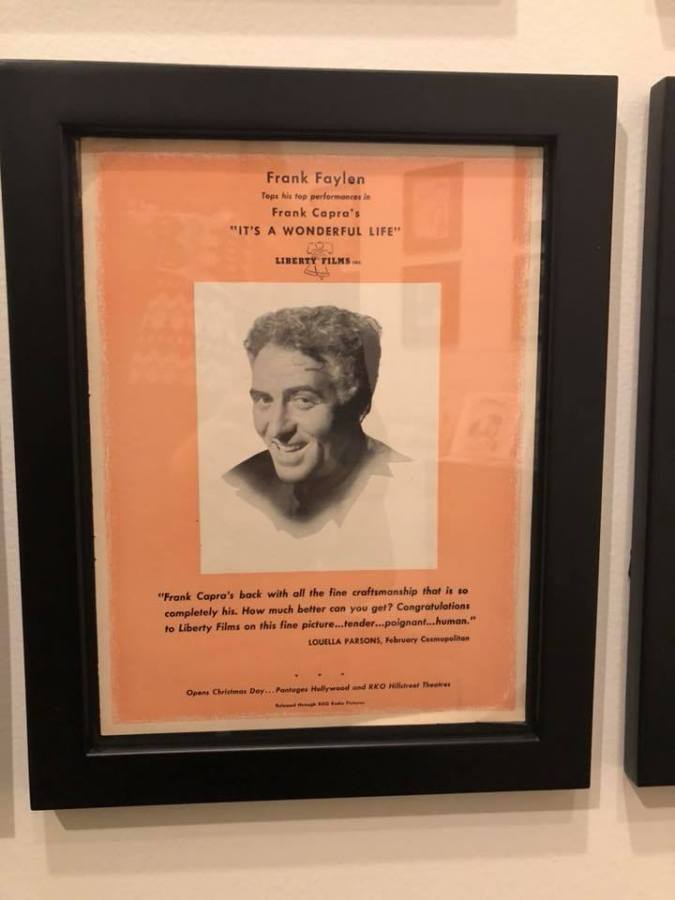 Frank Faylen
Tops his top performances in
Frank Capra's
"IT'S A WONDERFUL LIFE"
LIBERTY FILMS INC.
"Frank Capra's back with all the fine craftsmanship that is so
completely his. How much better can you get? Congratulations
to Liberty Films on this fine picture...tender...poignant...human."
LOUELLA PARSONS, February Cosmopolitan
Opens Christmas Day...Pantages Hollywood and RKO Hillstreet Theatres
Released through RKO Radio Pictures